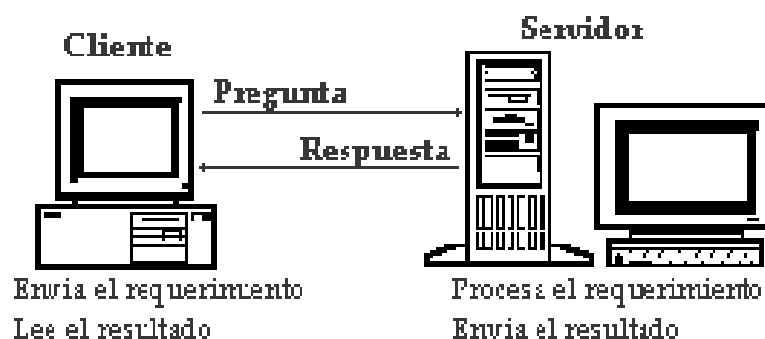 Cliente
Servidor
Pregunta
Respuesta
Envia el requerimiento
Lee el resultado
Procesa el requerimiento
Envia el resultado